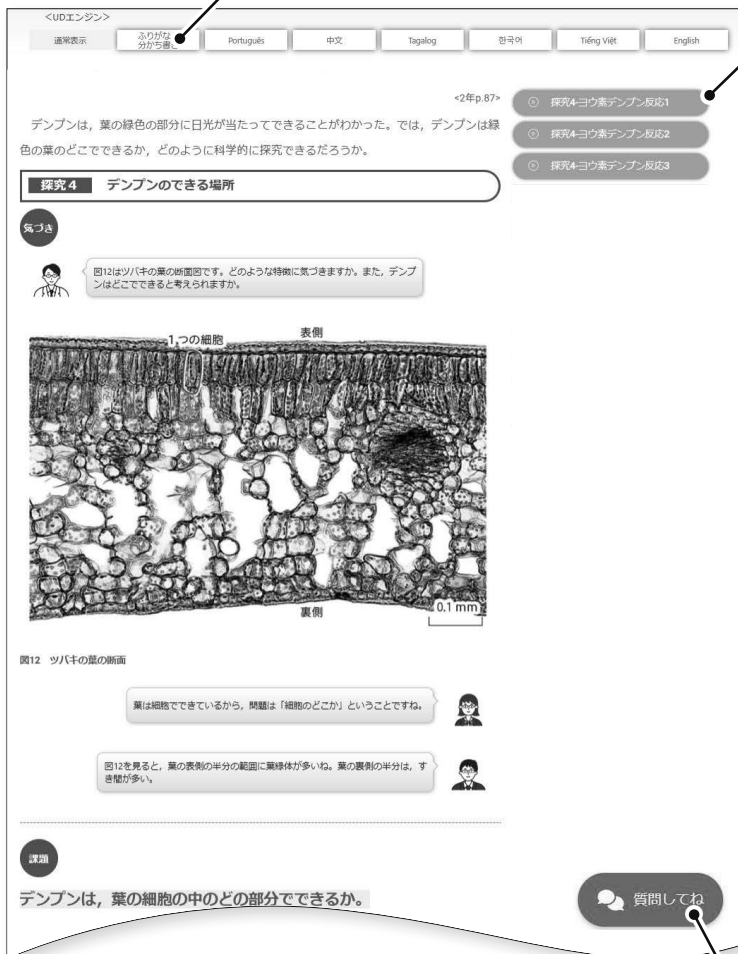 <UDエンジン>
通常表示
ふりがな
分かち書き
Português
中文
Tagalog
한국어
Tiếng Việt
English
<2年p.87>
デンプンは，葉の緑色の部分に日光が当たってできることがわかった。では，デンプンは緑
色の葉のどこでできるか，どのように科学的に探究できるだろうか。
探究4-ヨウ素デンプン反応1
探究4-ヨウ素デンプン反応2
探究4-ヨウ素デンプン反応3
探究4 デンプンのできる場所
気づき
図12はツバキの葉の断面図です。どのような特徴に気づきますか。また，デンプ
ンはどこでできると考えられますか。
1つの細胞
表側
裏側
0.1 mm
図12 ツバキの葉の断面
葉は細胞でできているから，問題は「細胞のどこか」ということですね。
図12を見ると，葉の表側の半分の範囲に葉緑体が多いね。葉の裏側の半分は，す
き間が多い。
課題
デンプンは，葉の細胞の中のどの部分でできるか。
質問してね